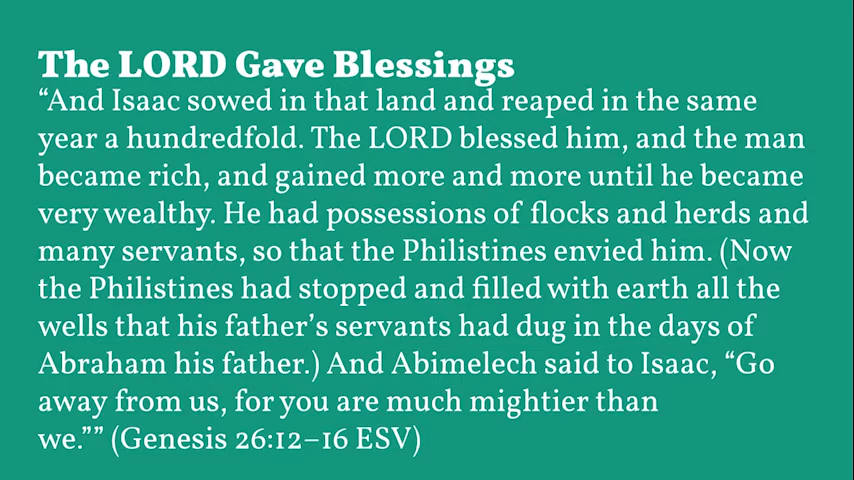 The LORD Gave Blessings
“And Isaac sowed in that land and reaped in the same
year a hundredfold. The LORD blessed him, and the man
became rich, and gained more and more until he became
very wealthy. He had possessions of flocks and herds and
many servants, so that the Philistines envied him. (Now
the Philistines had stopped and filled with earth all the
wells that his father’s servants had dug in the days of
Abraham his father.) And Abimelech said to Isaac, “Go
away from us, for you are much mightier than
we.”” (Genesis 26:12–16 ESV)